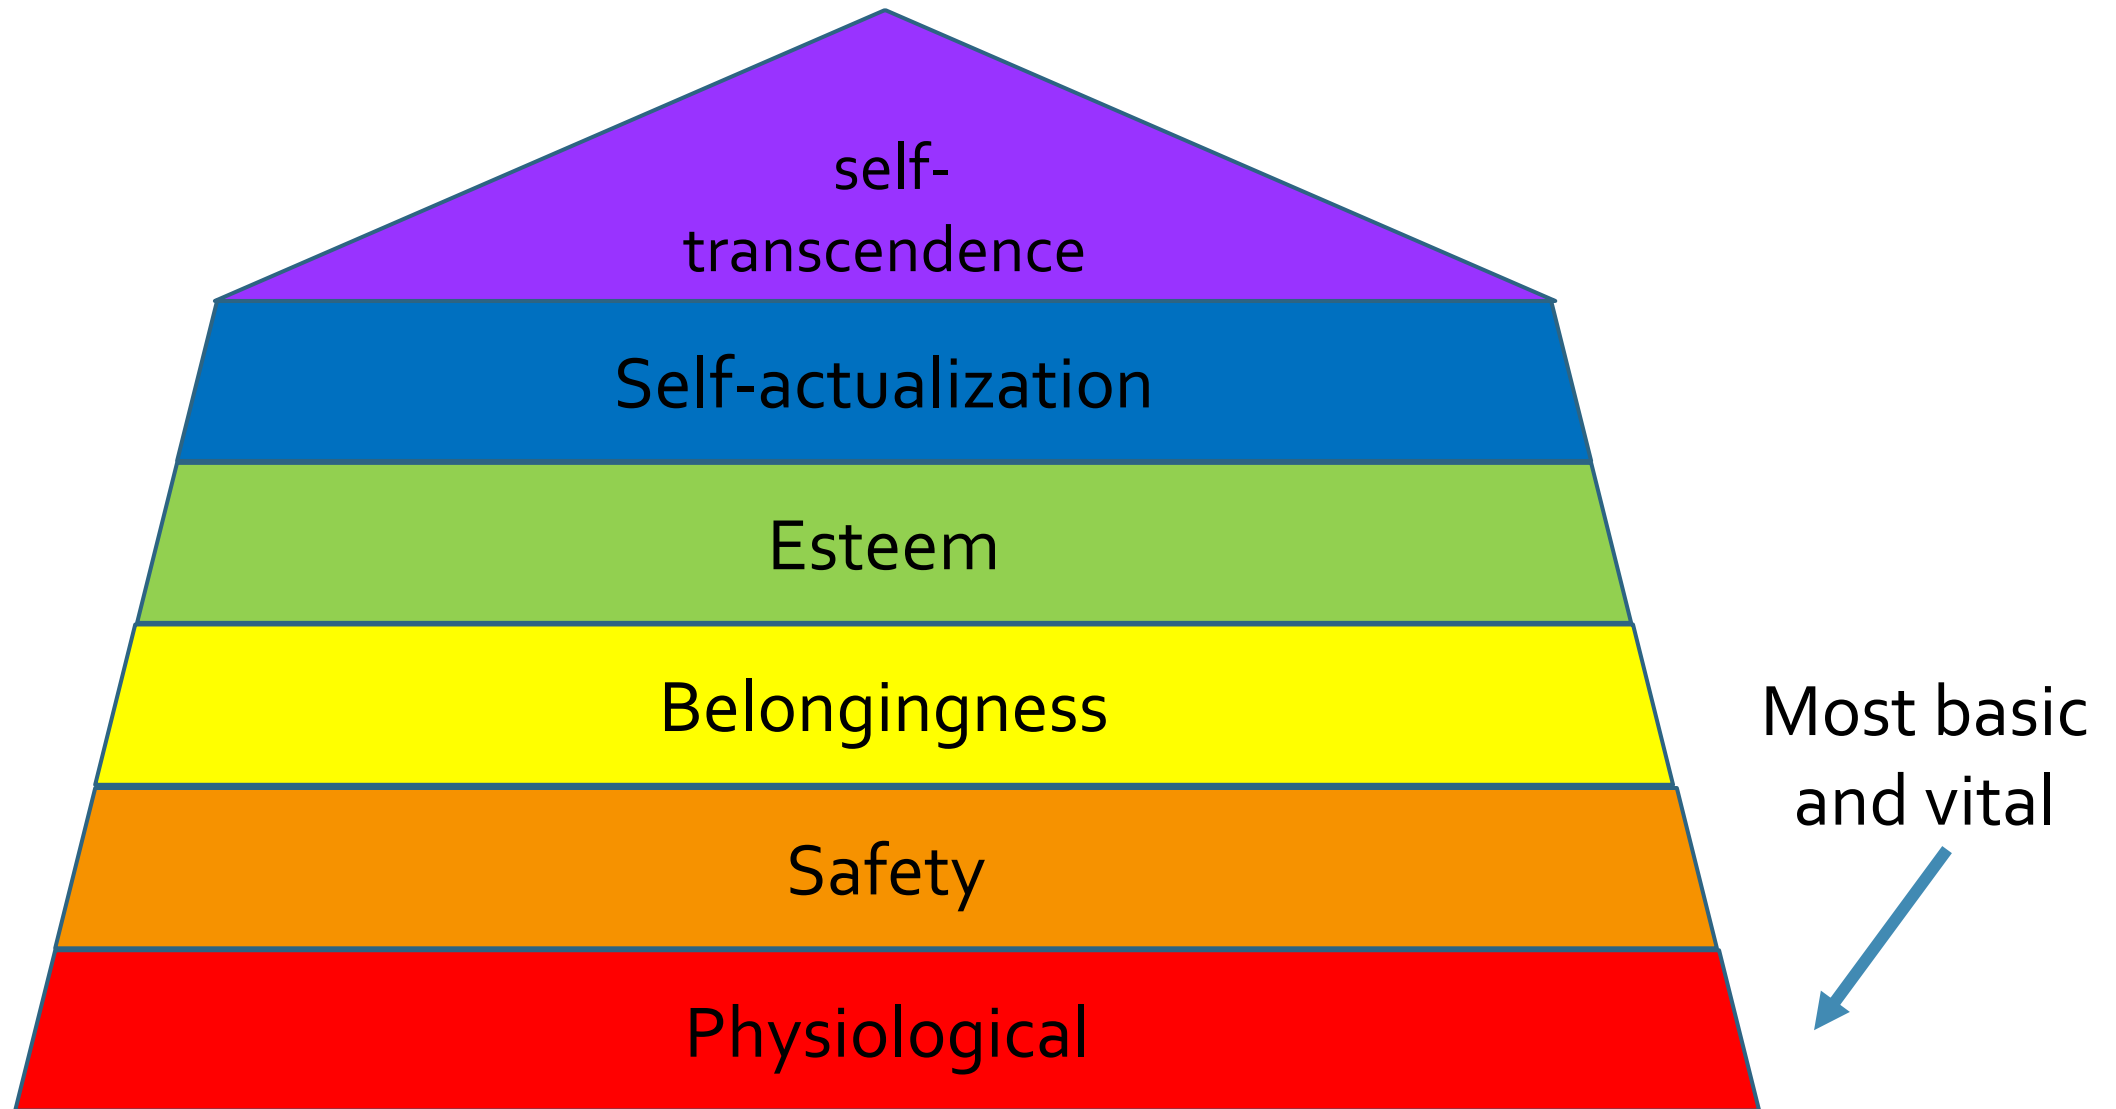 self-
transcendence
Self-actualization
Esteem
Belongingness
Most basic
and vital
Safety
Physiological